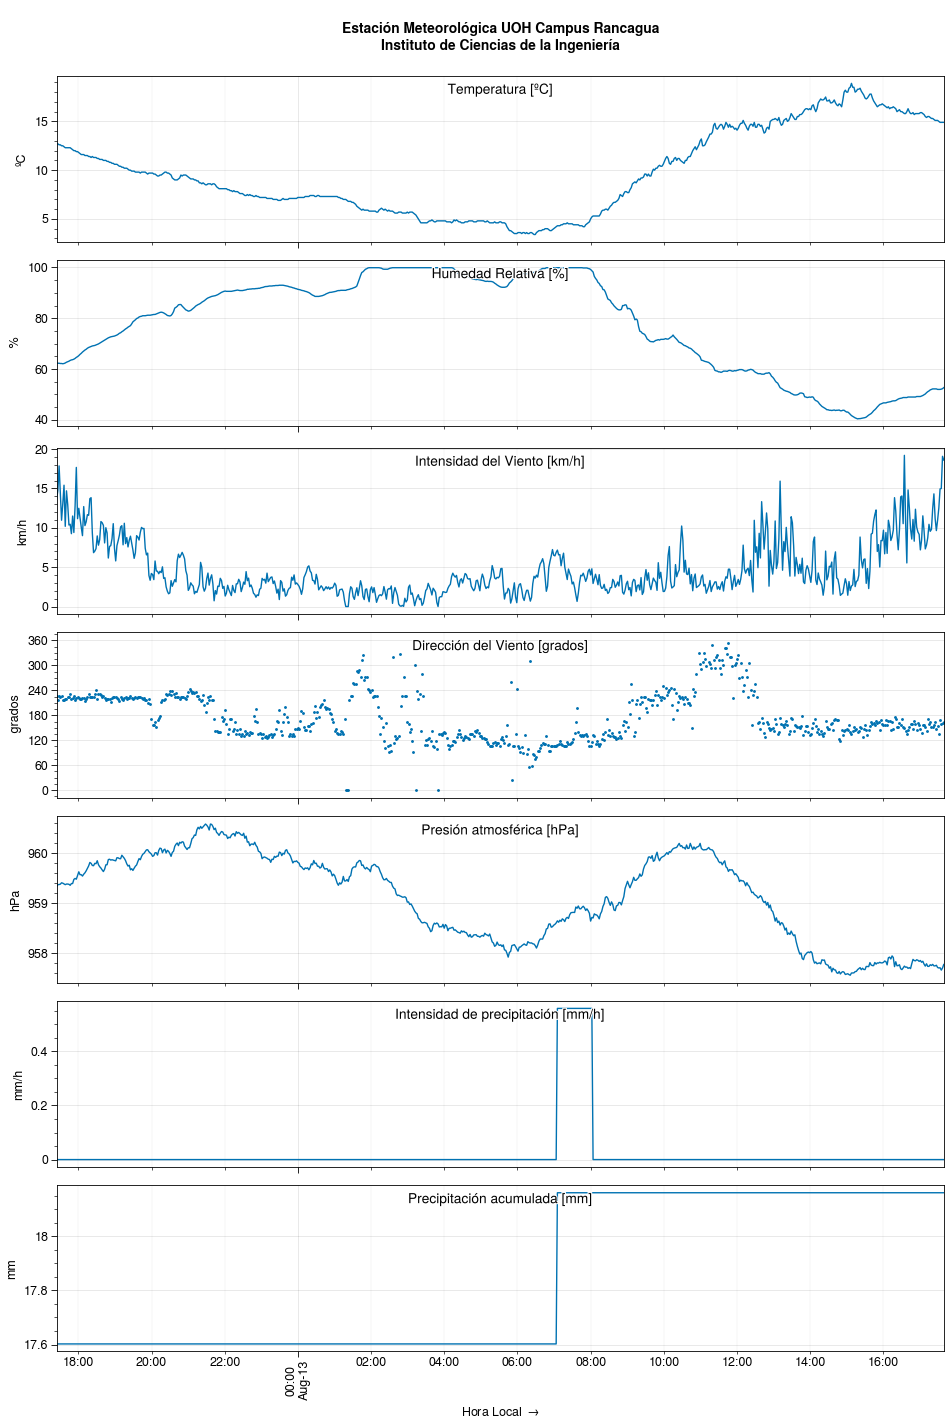 Estación Meteorológica UOH Campus Rancagua
Instituto de Ciencias de la Ingeniería
Temperatura [ºC]
ºC
15
10
5
Humedad Relativa [%]
%
100
80
60
40
Intensidad del Viento [km/h]
km/h
20
15
10
5
0
Dirección del Viento [grados]
grados
360
300
240
180
120
60
0
Presión atmosférica [hPa]
hPa
960
959
958
Intensidad de precipitación [mm/h]
mm/h
0.4
0.2
0
Precipitación acumulada [mm]
mm
18
17.8
17.6
18:00 20:00 22:00 00:00 02:00 04:00 06:00 08:00 10:00 12:00 14:00 16:00
Aug-13
Hora Local →